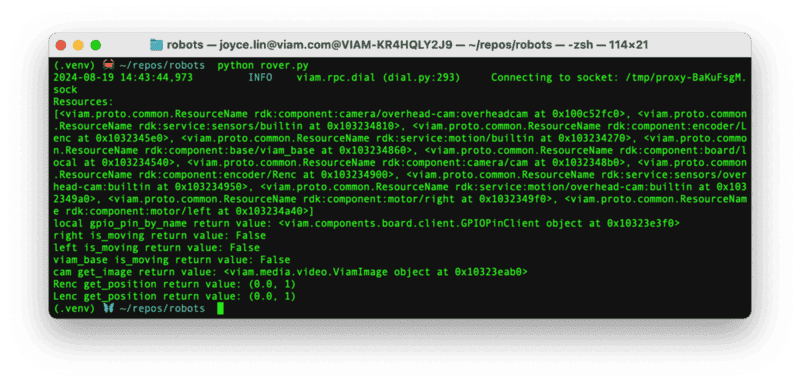 robots — joyce.lin@viam.com@VIAM-KR4HQLY2J9 — ~/repos/robots — -zsh — 114×21
(.venv) 🦀 ~/repos/robots  python rover.py
2024-08-19 14:43:44,973        INFO    viam.rpc.dial (dial.py:293)     Connecting to socket: /tmp/proxy-BaKuFsgM.
sock
Resources:
[<viam.proto.common.ResourceName rdk:component:camera/overhead-cam:overheadcam at 0x100c52fc0>, <viam.proto.common
.ResourceName rdk:service:sensors/builtin at 0x103234810>, <viam.proto.common.ResourceName rdk:component:encoder/L
enc at 0x1032345e0>, <viam.proto.common.ResourceName rdk:service:motion/builtin at 0x103234270>, <viam.proto.commo
n.ResourceName rdk:component:base/viam_base at 0x103234860>, <viam.proto.common.ResourceName rdk:component:board/l
ocal at 0x103234540>, <viam.proto.common.ResourceName rdk:component:camera/cam at 0x1032348b0>, <viam.proto.common
.ResourceName rdk:component:encoder/Renc at 0x103234900>, <viam.proto.common.ResourceName rdk:service:sensors/over
head-cam:builtin at 0x103234950>, <viam.proto.common.ResourceName rdk:service:motion/overhead-cam:builtin at 0x103
2349a0>, <viam.proto.common.ResourceName rdk:component:motor/right at 0x1032349f0>, <viam.proto.common.ResourceNam
e rdk:component:motor/left at 0x103234a40>]
local gpio_pin_by_name return value: <viam.components.board.client.GPIOPinClient object at 0x10323e3f0>
right is_moving return value: False
left is_moving return value: False
viam_base is_moving return value: False
cam get_image return value: <viam.media.video.ViamImage object at 0x10323eab0>
Renc get_position return value: (0.0, 1)
Lenc get_position return value: (0.0, 1)
(.venv) 🦋 ~/repos/robots